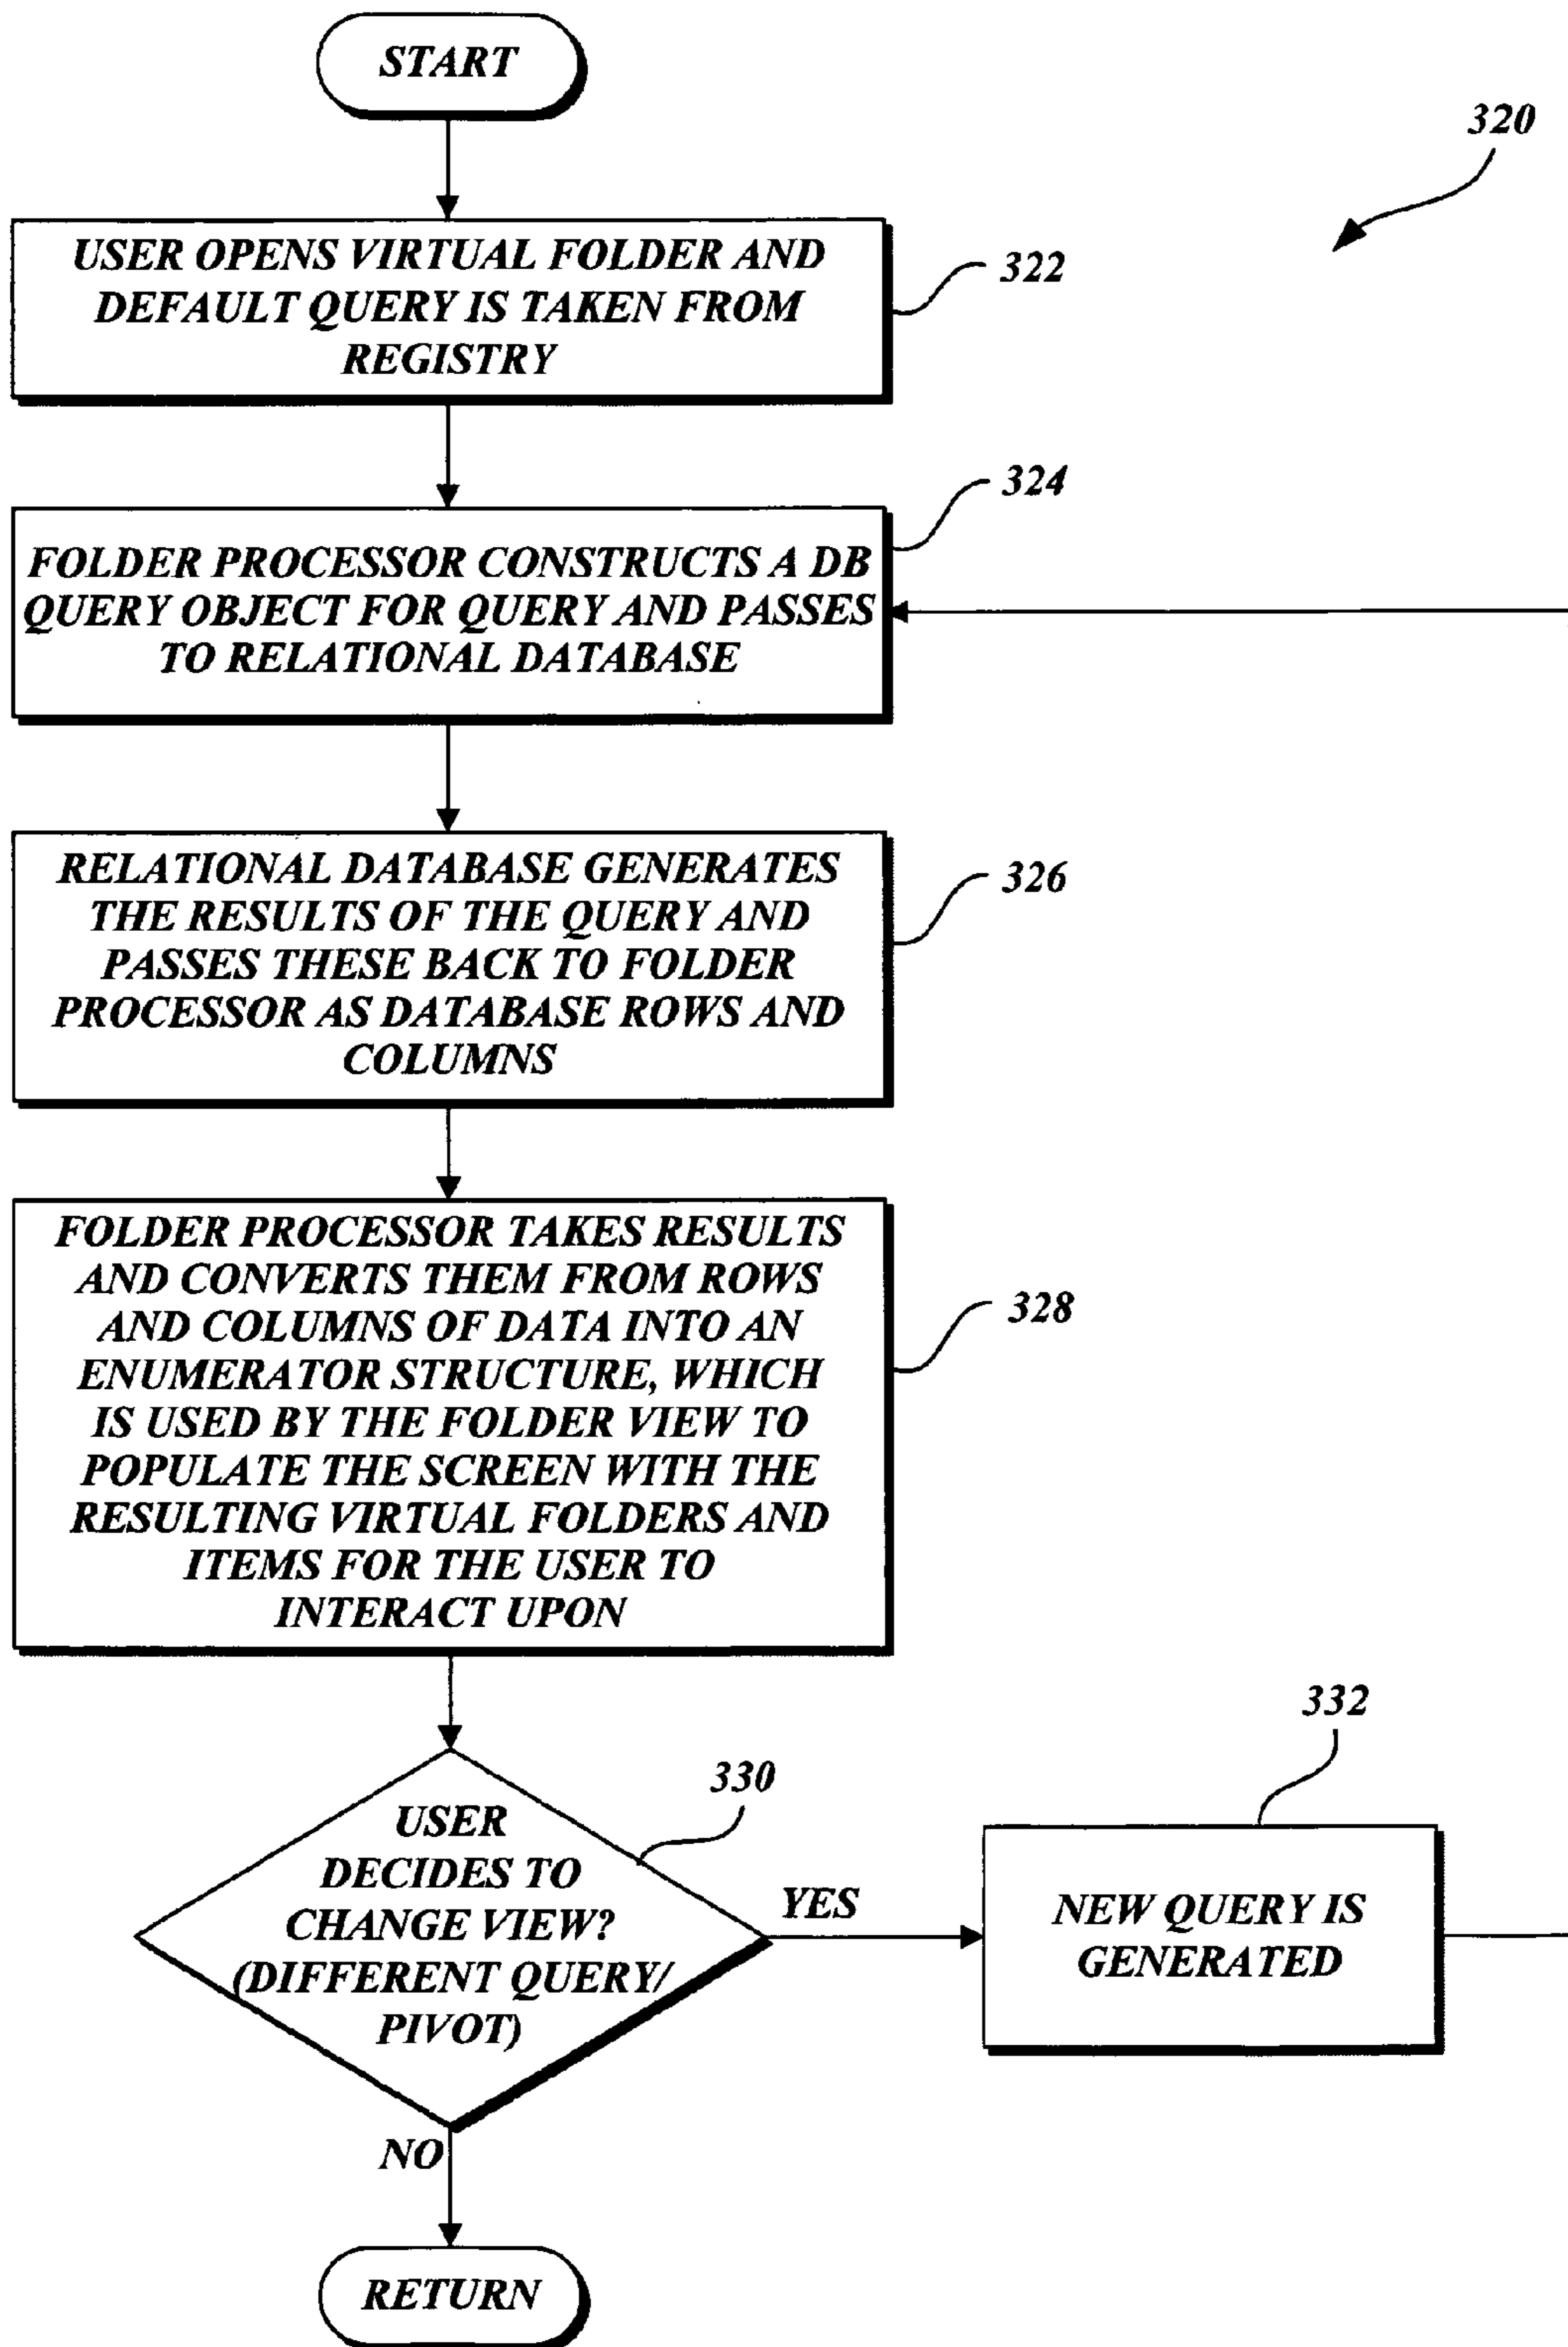 START
320
USER OPENS VIRTUAL FOLDER AND
DEFAULT QUERY IS TAKEN FROM
REGISTRY
322
324
FOLDER PROCESSOR CONSTRUCTS A DB
QUERY OBJECT FOR QUERY AND PASSES
TO RELATIONAL DATABASE
RELATIONAL DATABASE GENERATES
THE RESULTS OF THE QUERY AND
PASSES THESE BACK TO FOLDER
PROCESSOR AS DATABASE ROWS AND
COLUMNS
326
FOLDER PROCESSOR TAKES RESULTS
AND CONVERTS THEM FROM ROWS
AND COLUMNS OF DATA INTO AN
ENUMERATOR STRUCTURE, WHICH
IS USED BY THE FOLDER VIEW TO
POPULATE THE SCREEN WITH THE
RESULTING VIRTUAL FOLDERS AND
ITEMS FOR THE USER TO
INTERACT UPON
328
330
USER
DECIDES TO
CHANGE VIEW?
(DIFFERENT QUERY/
PIVOT)
YES
332
NEW QUERY IS
GENERATED
NO
RETURN